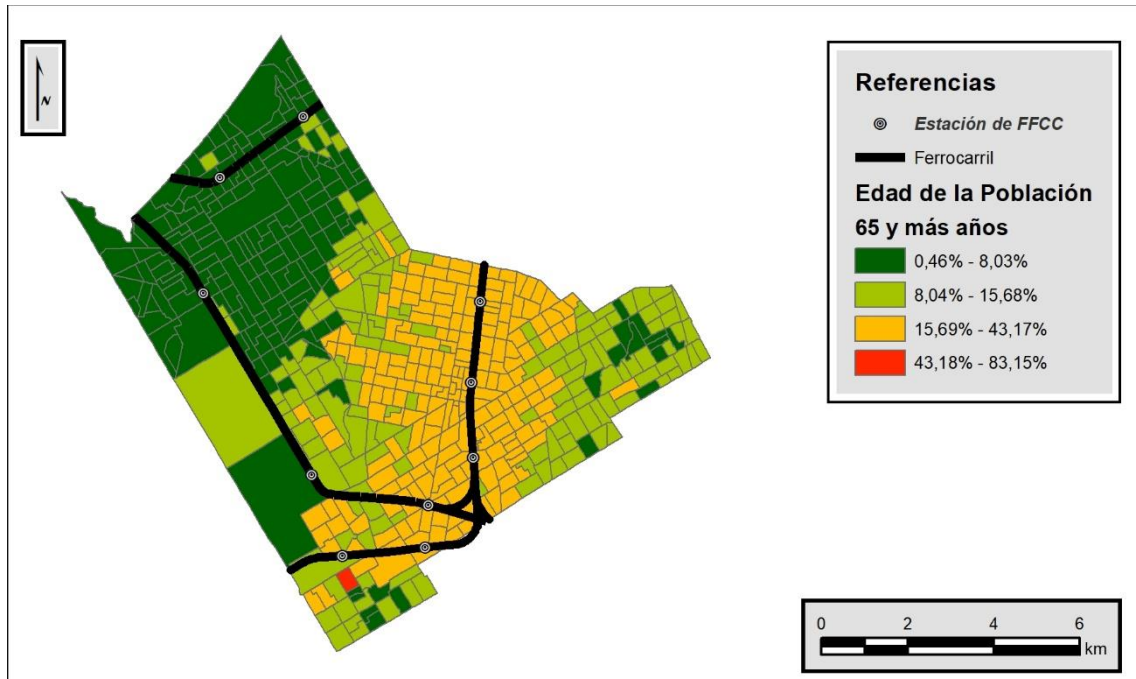 N
Referencias
Estación de FFCC
Ferrocarril
Edad de la Población
65 y más años
0,46% - 8,03%
8,04% - 15,68%
15,69% - 43,17%
43,18% - 83,15%
0 2 4 6
km